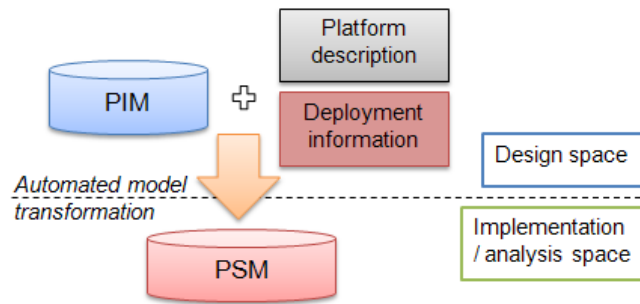 Platform
description
PIM
Deployment
information
Design space
Automated model
transformation
Implementation
/ analysis space
PSM